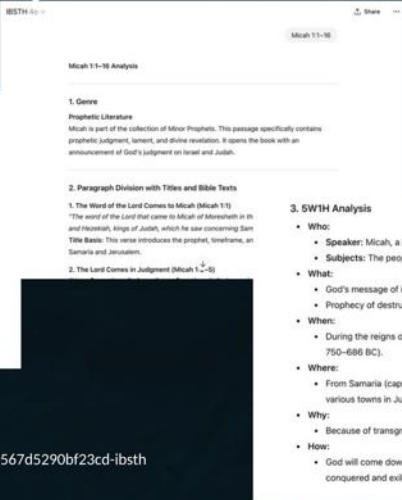 IBSTH 4o
Share
Micah 1:1–16
Micah 1:1–16 Analysis
1. Genre
Prophetic Literature
Micah is part of the collection of Minor Prophets. This passage specifically contains
prophetic judgment, lament, and divine revelation. It opens the book with an
announcement of God's judgment on Israel and Judah.
2. Paragraph Division with Titles and Bible Texts
1. The Word of the Lord Comes to Micah (Micah 1:1)
"The word of the Lord that came to Micah of Moresheth in th
and Hezekiah, kings of Judah, which he saw concerning Sam
Title Basis: This verse introduces the prophet, timeframe, an
Samaria and Jerusalem.
2. The Lord Comes in Judgment (Micah 1:
–5)
3. 5W1H Analysis
• Who:
• Speaker: Micah, a
• Subjects: The peop
• What:
• God's message of
• Prophecy of destru
• When:
• During the reigns o
750–686 BC).
• Where:
• From Samaria (cap
various towns in Ju
• Why:
• Because of transgr
• How:
• God will come dow
conquered and exil
567d5290bf23cd-ibsth